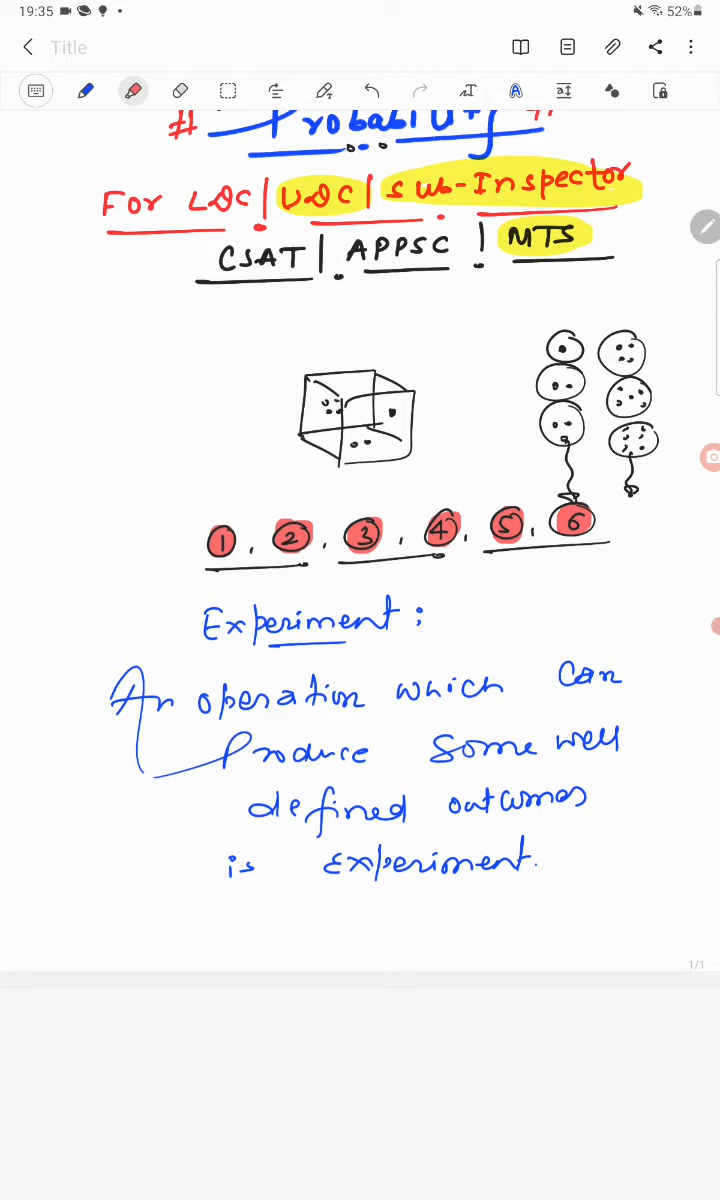 19:35
52%
Title
# Probability #
For LDC | UDC | Sub-Inspector
CSAT | APPSC | MTS
1, 2, 3, 4, 5, 6
Experiment:
An operation which can
Produce some well
defined outcomes
is Experiment.
1/1